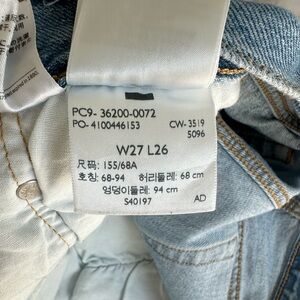 PC9- 36200-0072
PO- 4100446153 CW- 3519
5096
W27 L26
尺码: 155/68A
호칭: 68-94 허리둘레: 68 cm
엉덩이둘레: 94 cm
S40197 AD